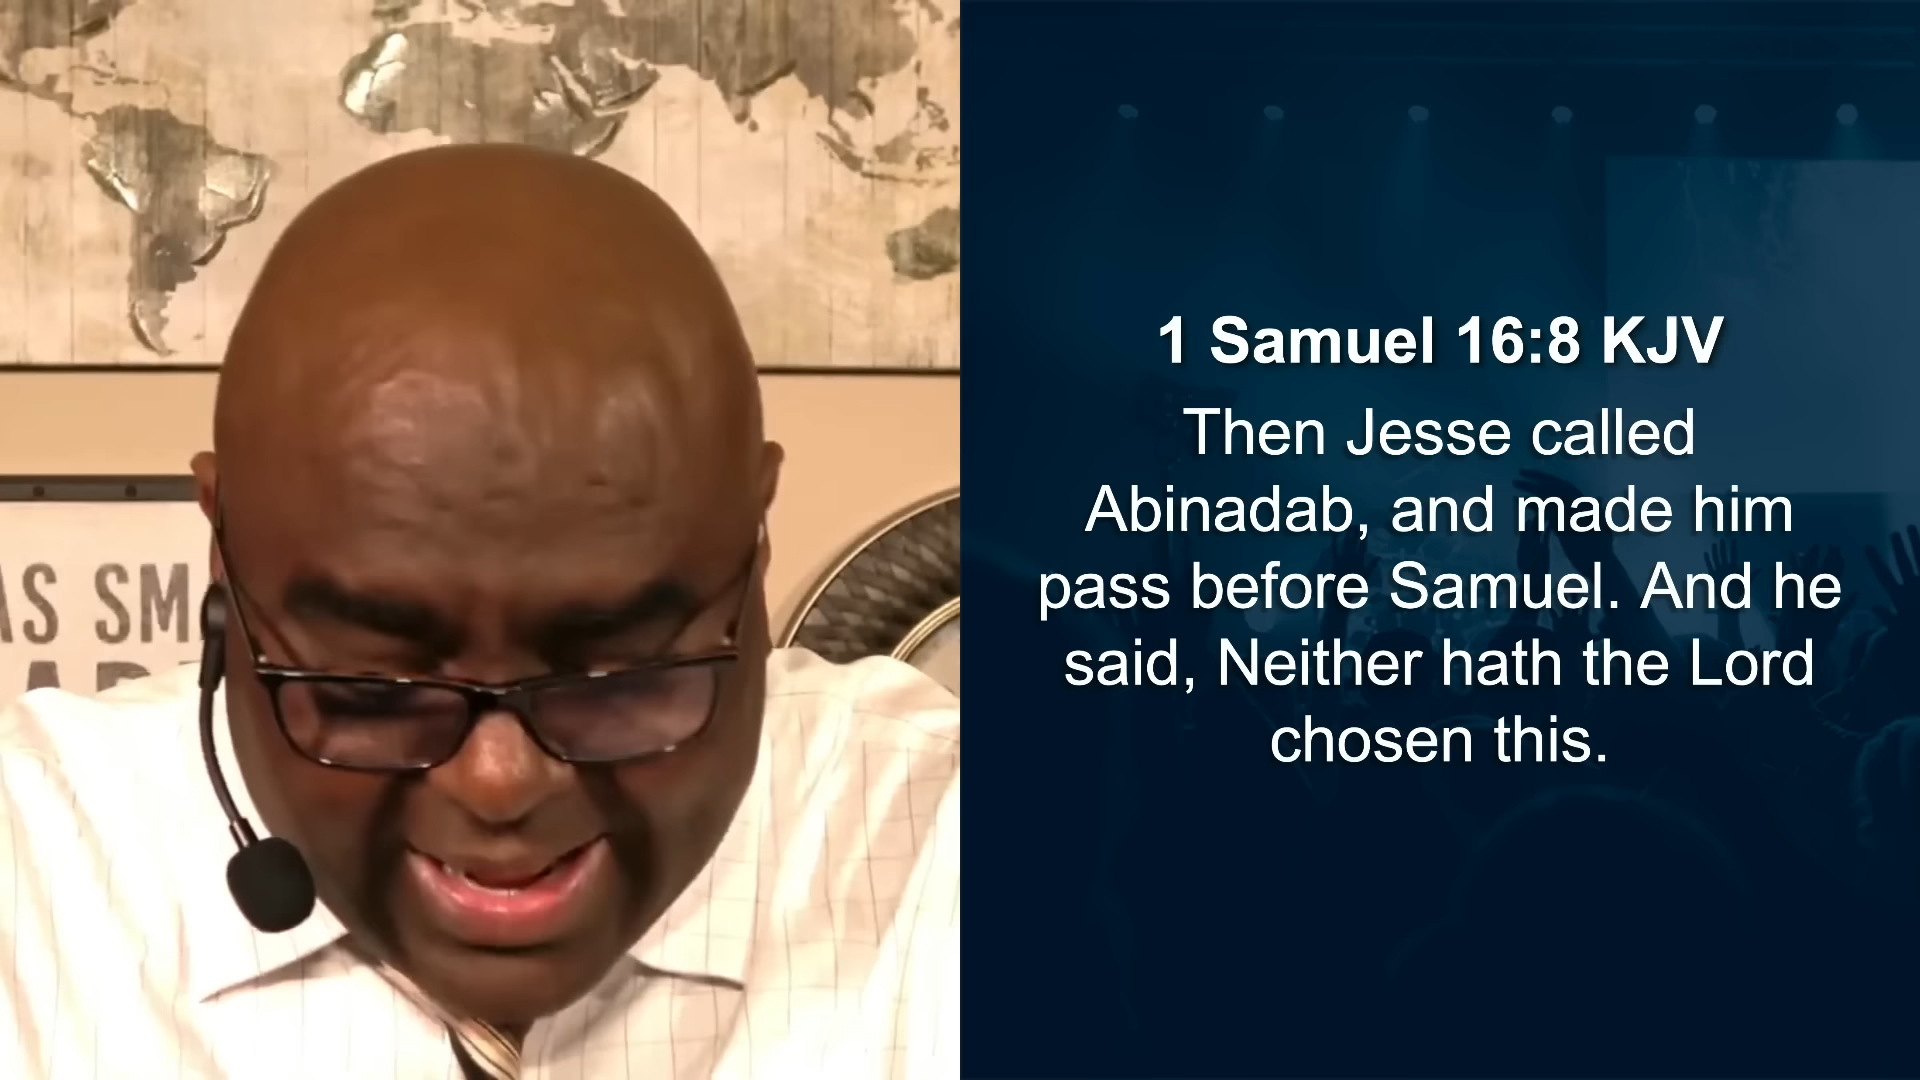 AS SM
1 Samuel 16:8 KJV
Then Jesse called
Abinadab, and made him
pass before Samuel. And he
said, Neither hath the Lord
chosen this.